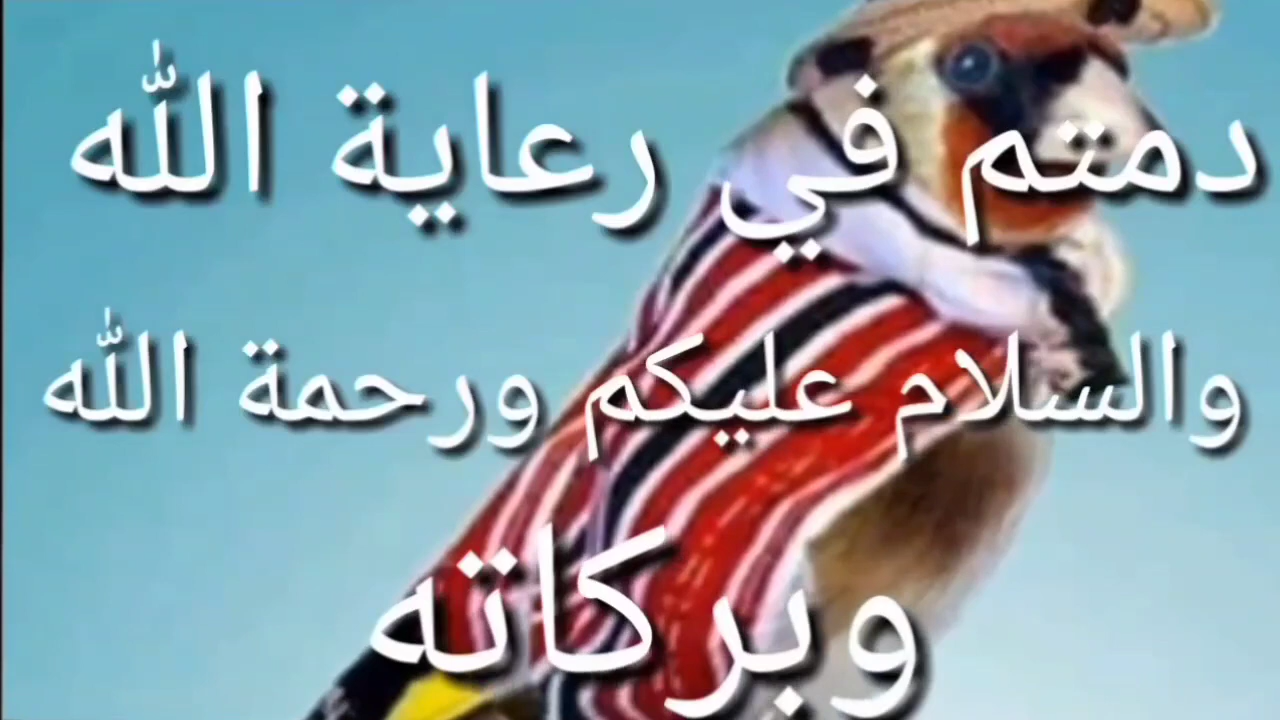 دمتم في رعاية الله
والسلام عليكم ورحمة الله
وبركاته